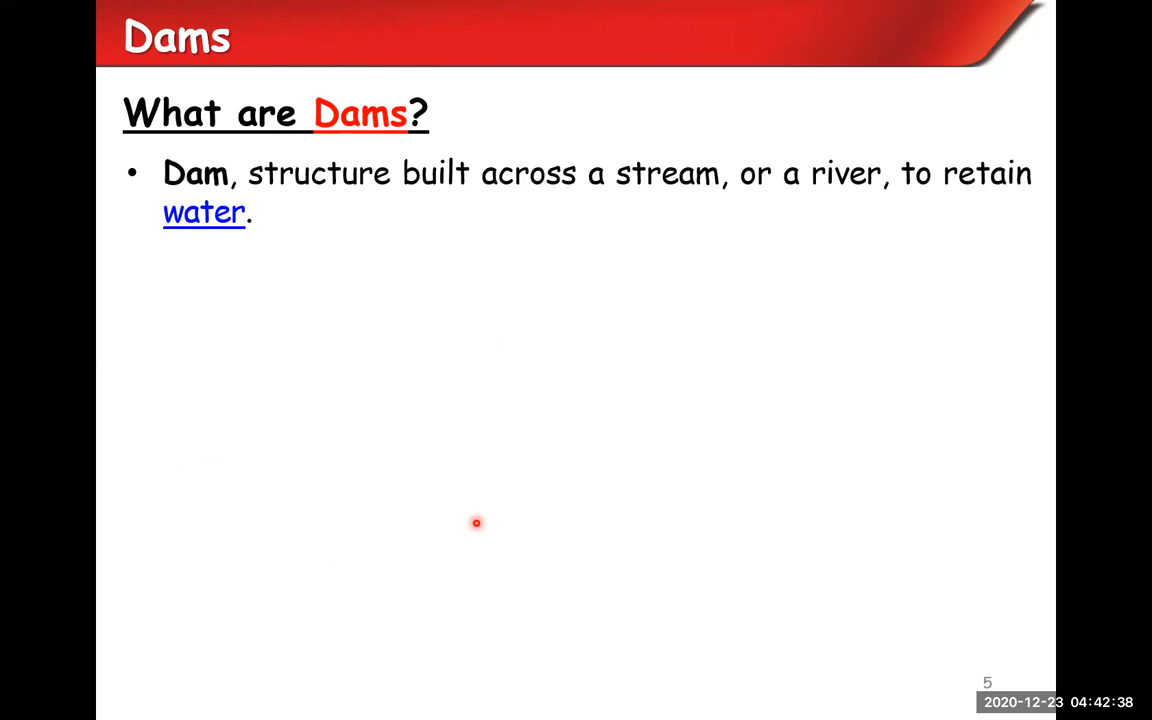 Dams
What are Dams?
• Dam, structure built across a stream, or a river, to retain
water.
5
2020-12-23 04:42:38